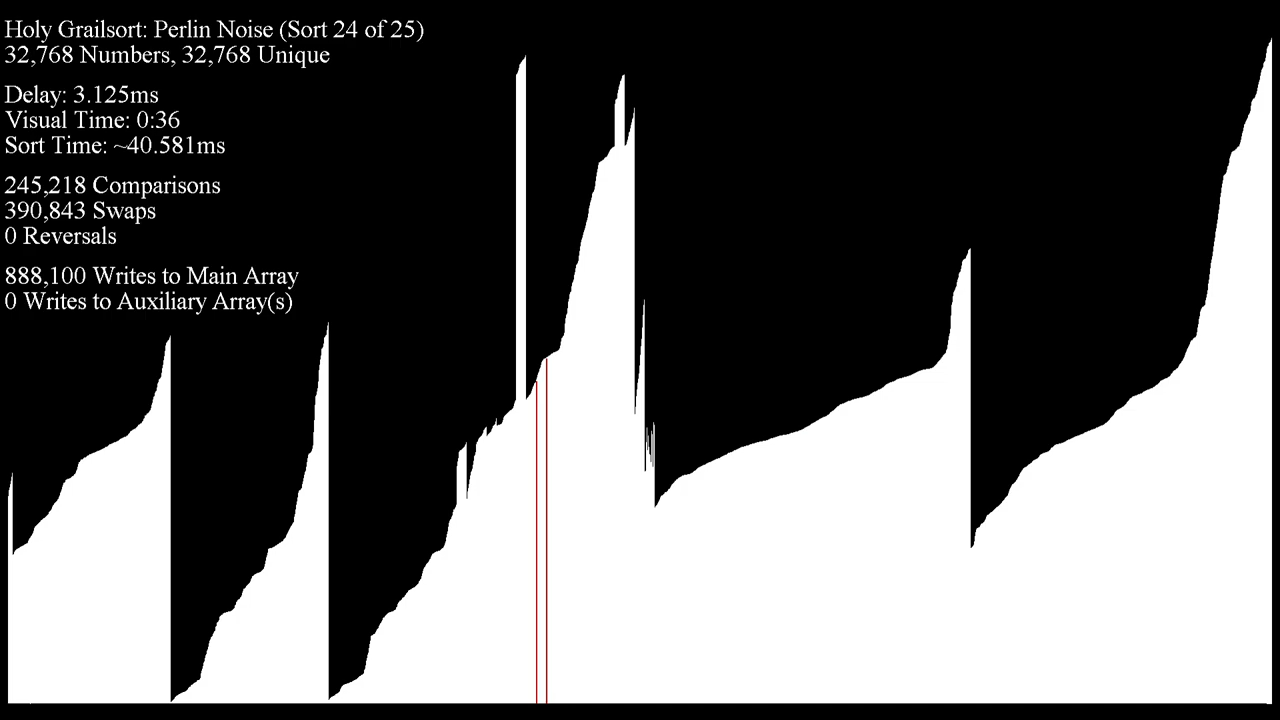 Holy Grailsort: Perlin Noise (Sort 24 of 25)
32,768 Numbers, 32,768 Unique
Delay: 3.125ms
Visual Time: 0:36
Sort Time: ~40.581ms
245,218 Comparisons
390,843 Swaps
0 Reversals
888,100 Writes to Main Array
0 Writes to Auxiliary Array(s)